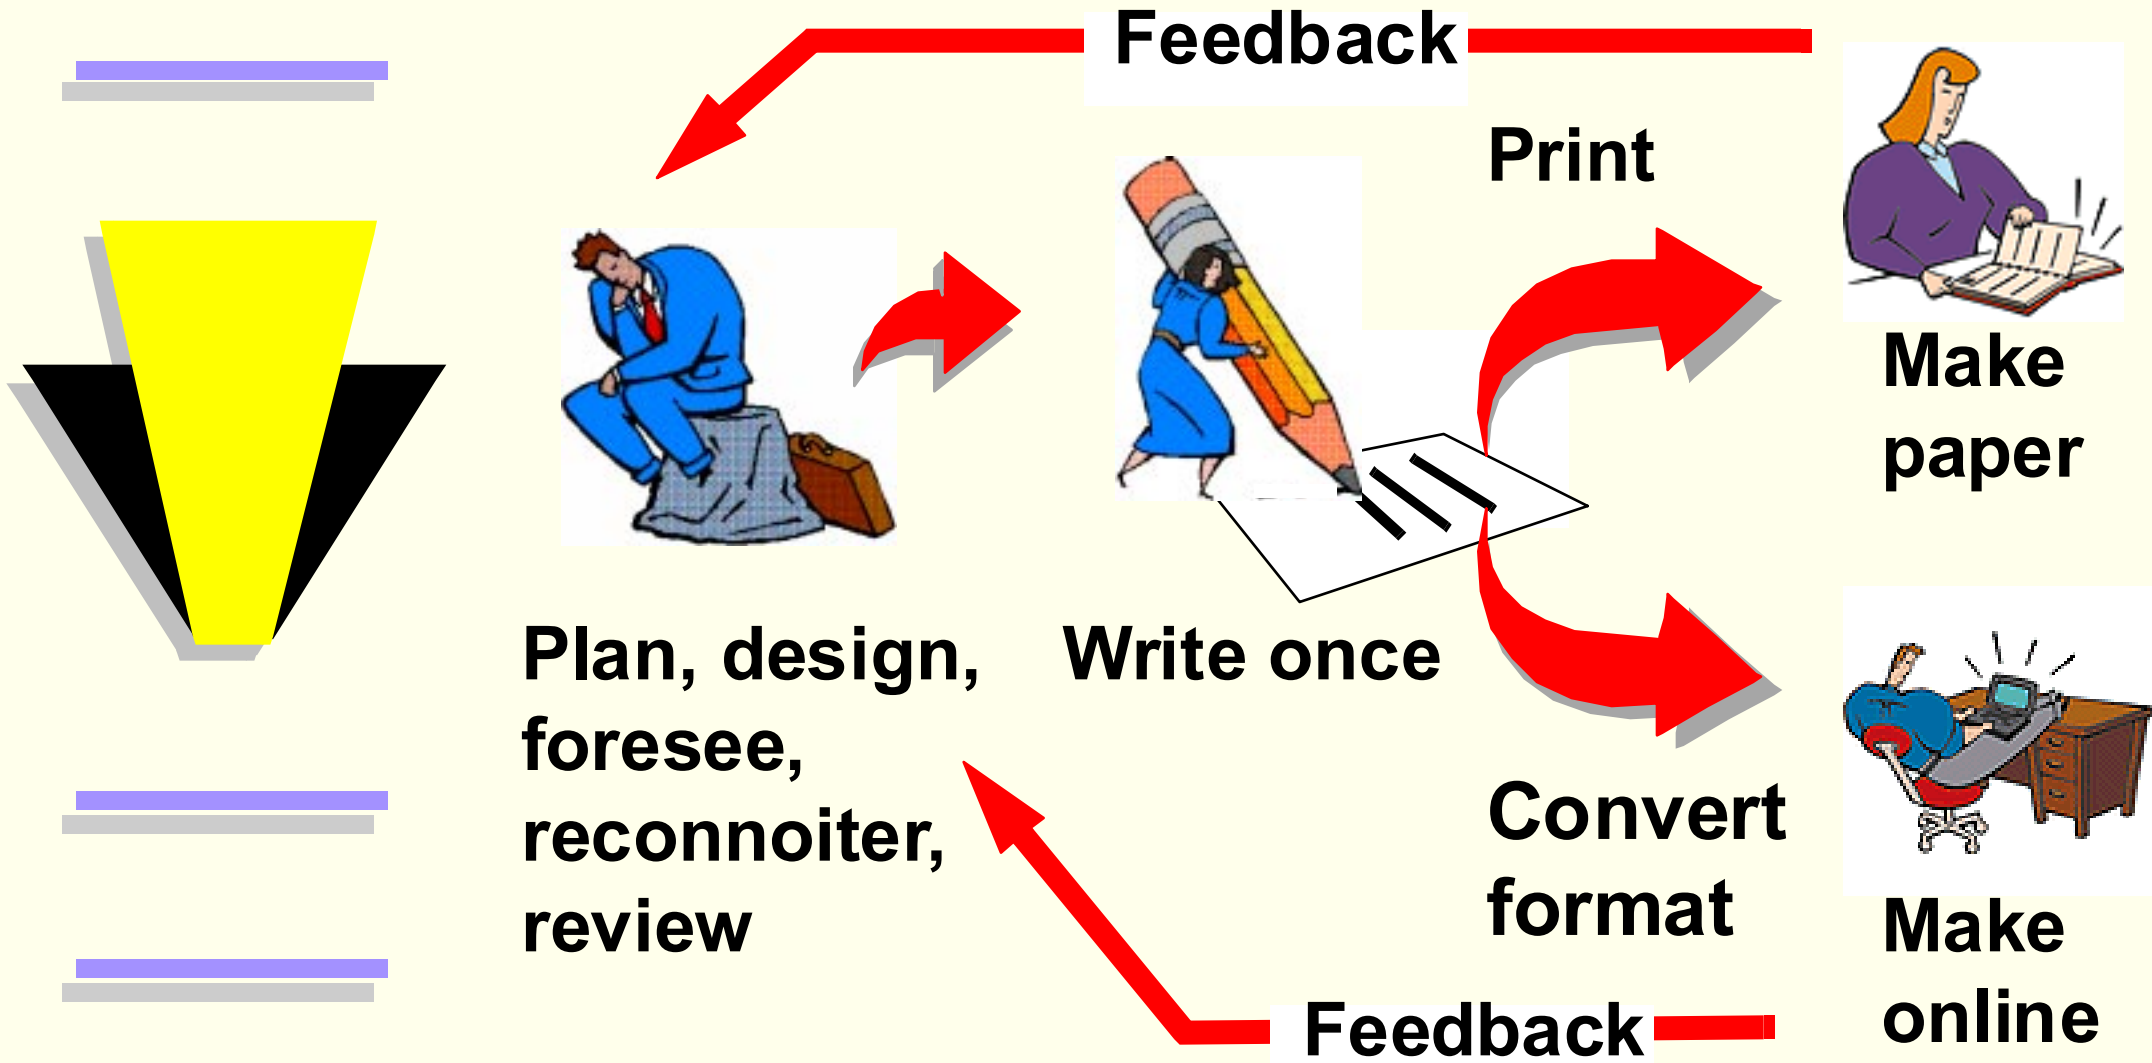 Feedback
Print
Make
paper
Plan, design,
foresee,
reconnoiter,
review
Write once
Convert
format
Make
online
Feedback